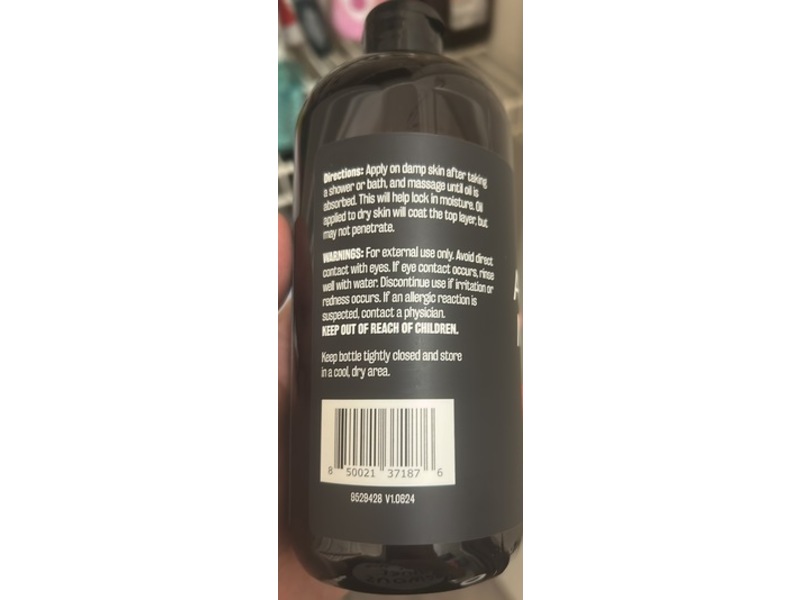 Directions: Apply on damp skin after taking
a shower or bath, and massage until oil is
absorbed. This will help lock in moisture. Oil
applied to dry skin will coat the top layer, but
may not penetrate.
WARNINGS: For external use only. Avoid direct
contact with eyes. If eye contact occurs, rinse
well with water. Discontinue use if irritation or
redness occurs. If an allergic reaction is
suspected, contact a physician.
KEEP OUT OF REACH OF CHILDREN.
Keep bottle tightly closed and store
in a cool, dry area.
8 50021 37187 6
9529428 V1.0624